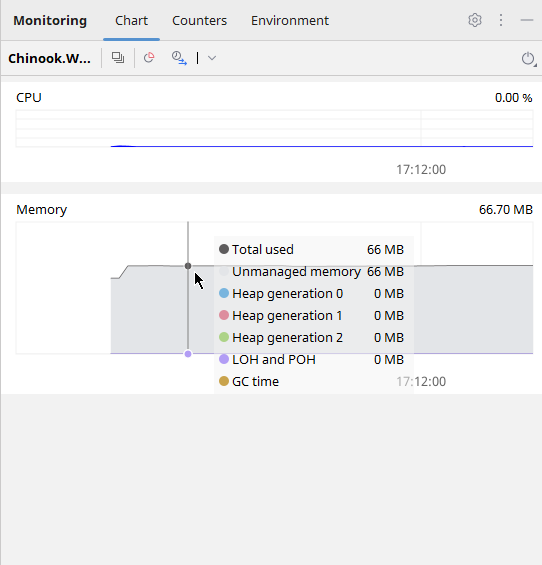 Monitoring Chart Counters Environment
Chinook.W...
CPU 0.00 %
17:12:00
Memory 66.70 MB
Total used 66 MB
Unmanaged memory 66 MB
Heap generation 0 0 MB
Heap generation 1 0 MB
Heap generation 2 0 MB
LOH and POH 0 MB
GC time
17:12:00